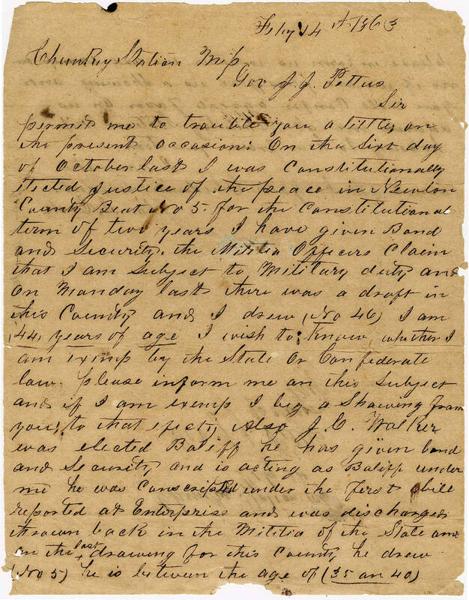 Feby 14th 1863
Chunkey Station Miss
Gov J. J. Pettus
Sir
permit me to trouble you a little on
the present occasion. On the first day
of October last I was Constitutionally
elected Justice of the peace in Newton
County Beat No 5. for the Constitutional
term of two years I have given Bond
and Security, the Militia Officers Claim
that I am Subject to Military duty and
on Monday last there was a draft in
this County and I drew (No 46) I am
(44) years of age I wish to know whether I
am exemp by the State or Confederate
law. please inform me on this Subject
and if I am exemp I beg a Shawing from
you to that efect, Also J. C. Walker
was elected Baliff he has given bond
and Security and is acting as Baliff under
me he was Conscripted under the first bill
reported at Enterprise and was discharged
thrown back in the Militia of the State and
in the last drawing for this County he drew
No 5) he is between the age of (35 an 40)